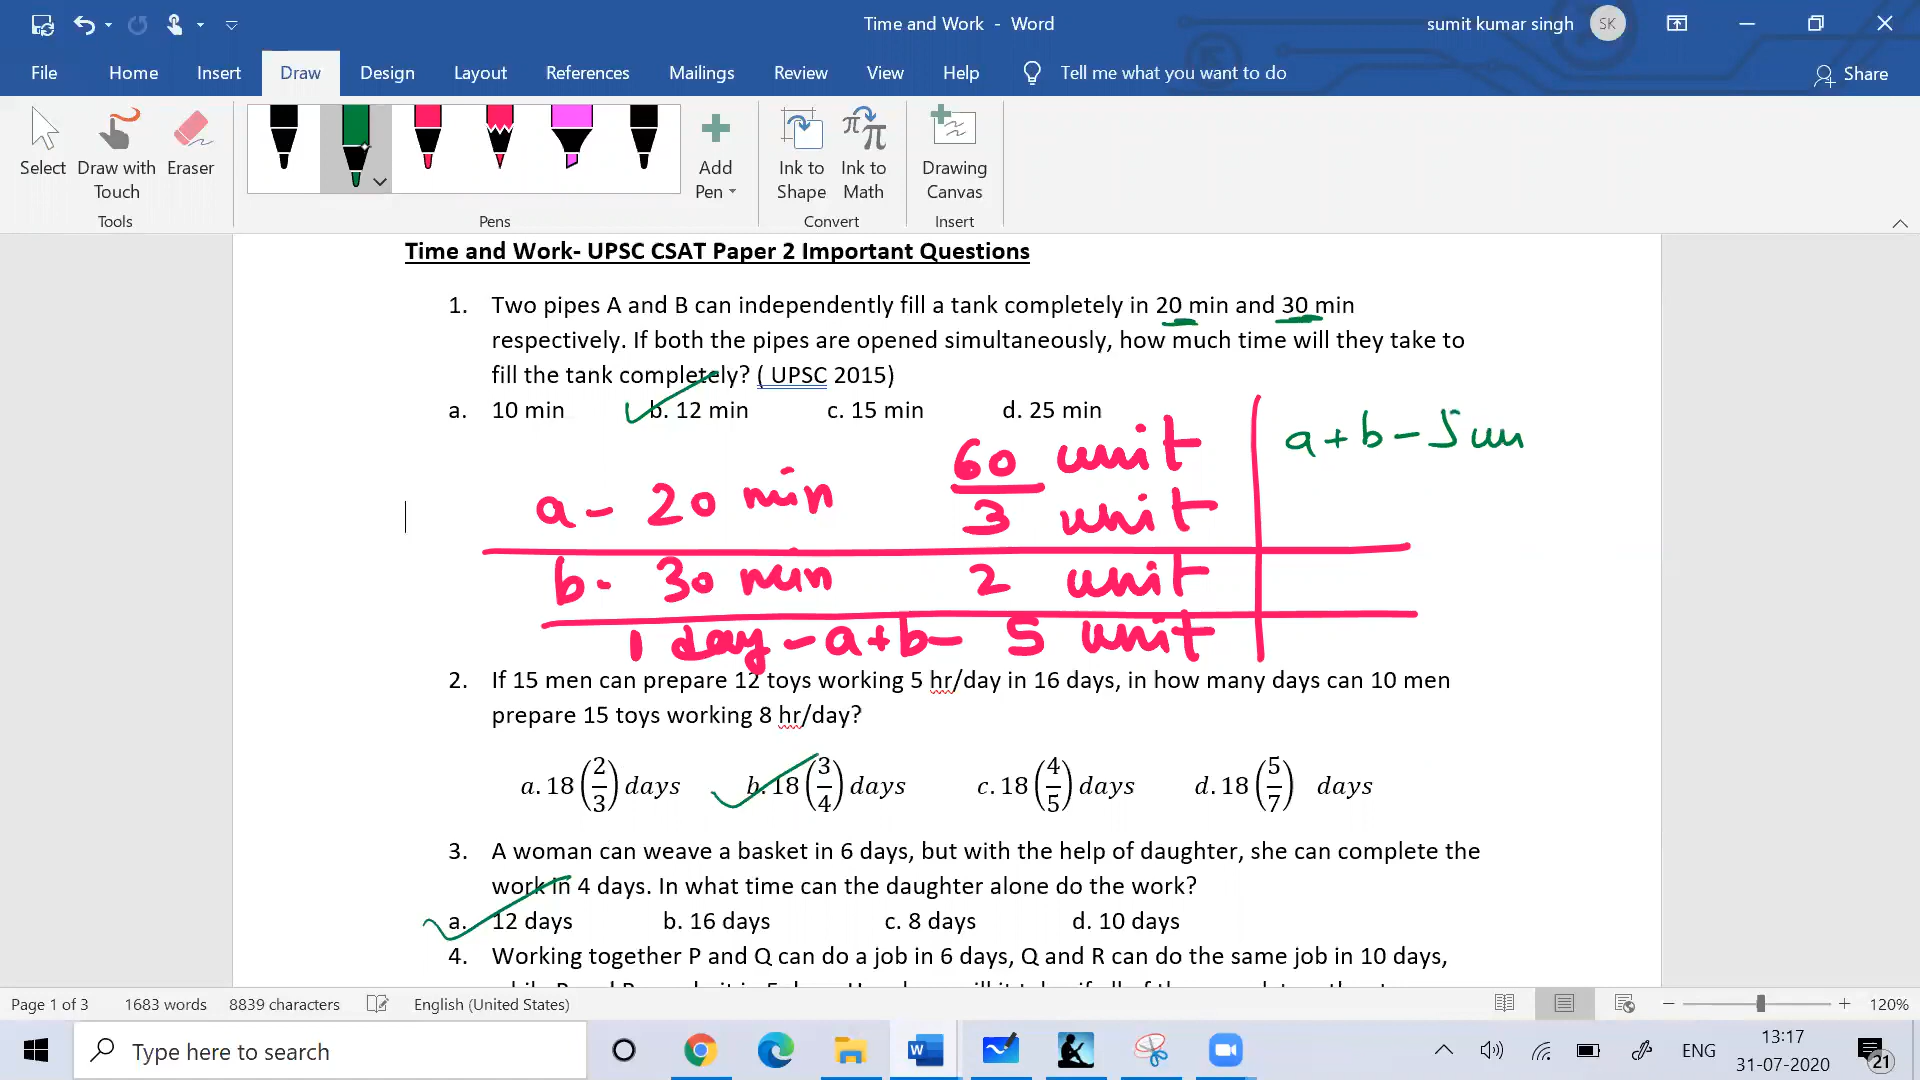 Time and Work - Word
sumit kumar singh SK
File Home Insert Draw Design Layout References Mailings Review View Help Tell me what you want to do Share
Select Draw with Touch Eraser Add Pen Ink to Shape Ink to Math Drawing Canvas
Tools Pens Convert Insert
Time and Work- UPSC CSAT Paper 2 Important Questions
1. Two pipes A and B can independently fill a tank completely in 20 min and 30 min
respectively. If both the pipes are opened simultaneously, how much time will they take to
fill the tank completely? ( UPSC 2015)
a. 10 min b. 12 min c. 15 min d. 25 min
a + b - 5 un
60 unit
a - 20 min 3 unit
b - 30 min 2 unit
1 day - a + b - 5 unit
2. If 15 men can prepare 12 toys working 5 hr/day in 16 days, in how many days can 10 men
prepare 15 toys working 8 hr/day?
a. 18 (2/3) days b. 18 (3/4) days c. 18 (4/5) days d. 18 (5/7) days
3. A woman can weave a basket in 6 days, but with the help of daughter, she can complete the
work in 4 days. In what time can the daughter alone do the work?
a. 12 days b. 16 days c. 8 days d. 10 days
4. Working together P and Q can do a job in 6 days, Q and R can do the same job in 10 days,
Page 1 of 3 1683 words 8839 characters English (United States) 120%
Type here to search
ENG 13:17
31-07-2020 21